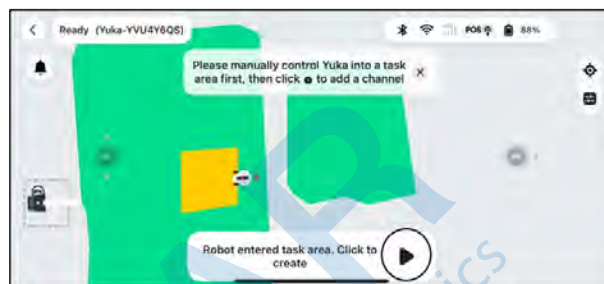 Ready (Yuka-YVU4Y6QS)
POS
88%
Please manually control Yuka into a task
area first, then click to add a channel
Robot entered task area. Click to
create